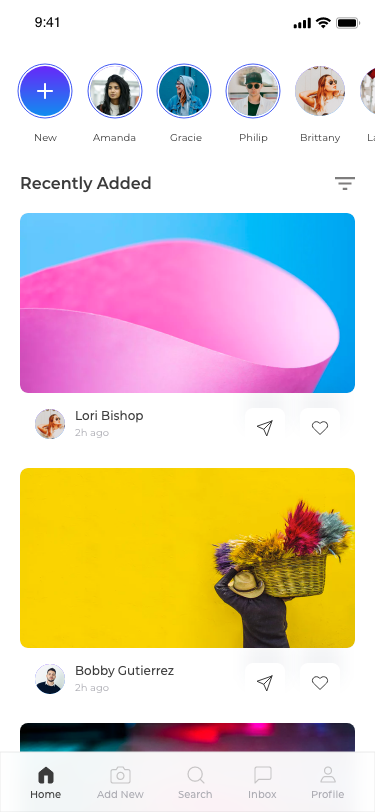 9:41
New
Amanda
Gracie
Philip
Brittany
Recently Added
Lori Bishop
2h ago
Bobby Gutierrez
2h ago
Home
Add New
Search
Inbox
Profile